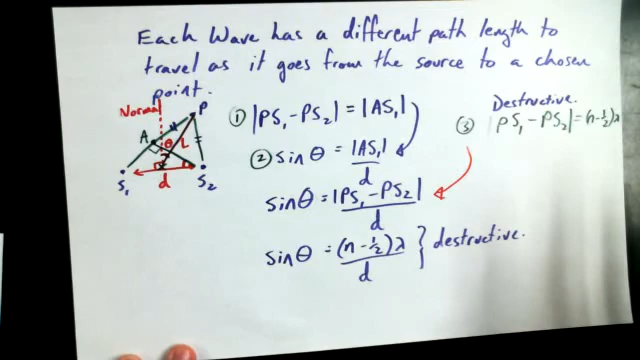 Each Wave has a different path length to
travel as it goes from the source to a chosen
point.
Normal
P
A
θ
L
S₁
d
S₂
① |PS₁ - PS₂| = |AS₁|
② sin θ = |AS₁| / d
sin θ = |PS₁ - PS₂| / d
sin θ = (n - ½)λ / d } destructive.
Destructive.
③ |PS₁ - PS₂| = (n - ½)λ